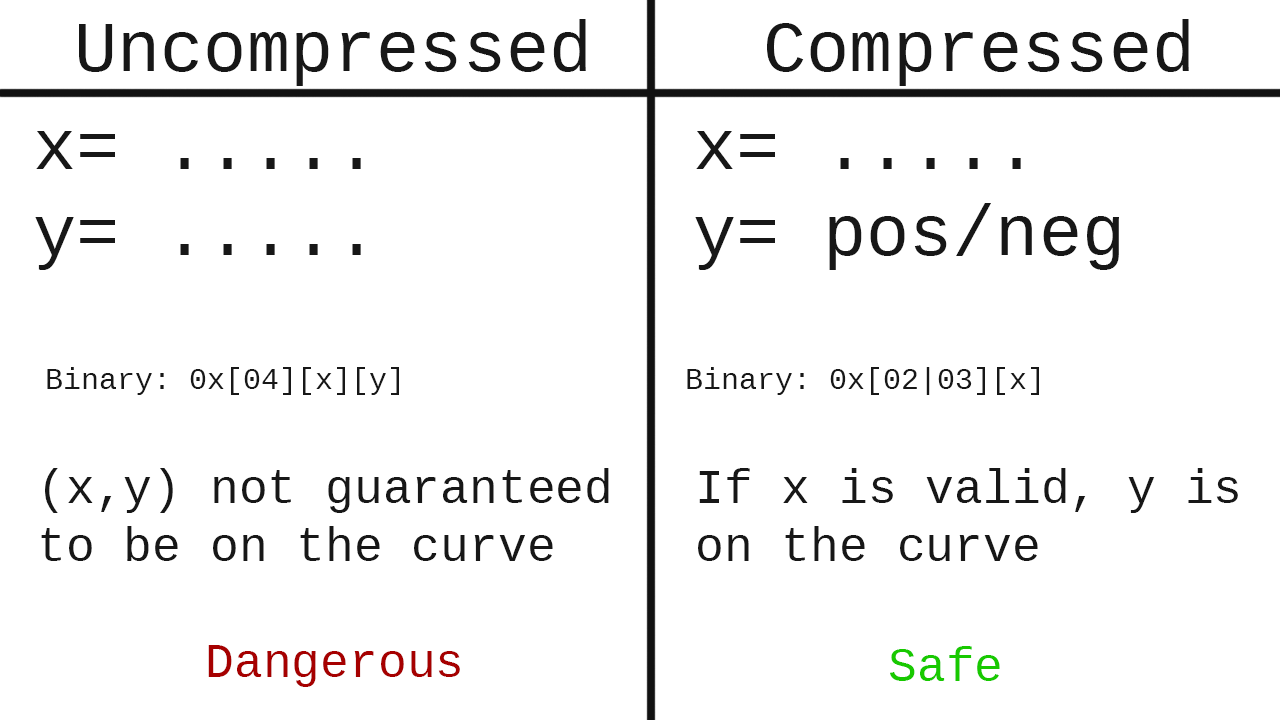 Uncompressed
x= .....
y= .....
Binary: 0x[04][x][y]
(x,y) not guaranteed
to be on the curve
Dangerous
Compressed
x= .....
y= pos/neg
Binary: 0x[02|03][x]
If x is valid, y is
on the curve
Safe